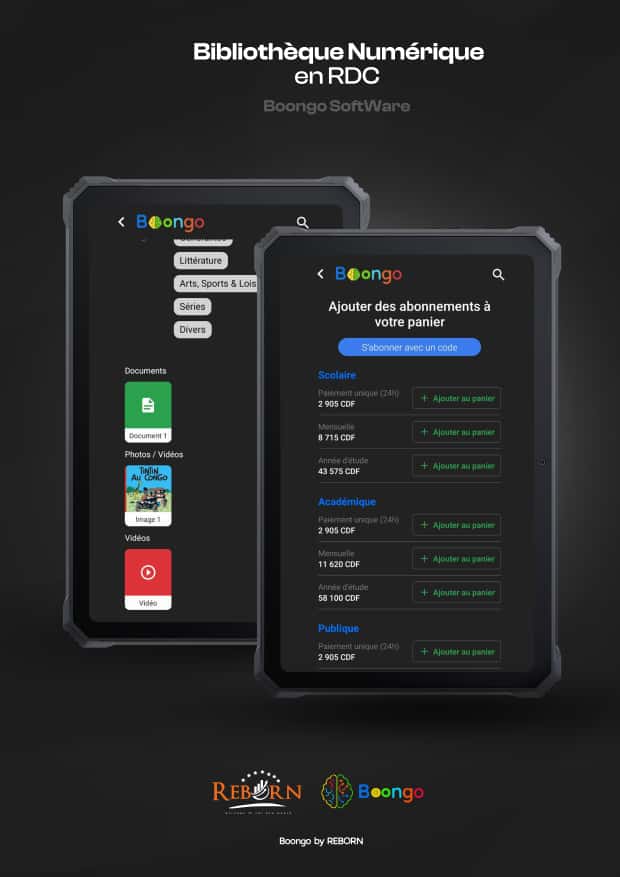 Bibliothèque Numérique
en RDC
Boongo SoftWare
Boongo
Littérature
Arts, Sports & Lois
Séries
Divers
Documents
Document 1
Photos / Vidéos
TINTIN
AU CONGO
Image 1
Vidéos
Vidéo
Boongo
Ajouter des abonnements à
votre panier
S'abonner avec un code
Scolaire
Paiement unique (24h)
2 905 CDF
+ Ajouter au panier
Mensuelle
8 715 CDF
+ Ajouter au panier
Année d'étude
43 575 CDF
+ Ajouter au panier
Académique
Paiement unique (24h)
2 905 CDF
+ Ajouter au panier
Mensuelle
11 620 CDF
+ Ajouter au panier
Année d'étude
58 100 CDF
+ Ajouter au panier
Publique
Paiement unique (24h)
2 905 CDF
+ Ajouter au panier
REBORN
WELCOME TO THE NEW WORLD
Boongo
Boongo by REBORN